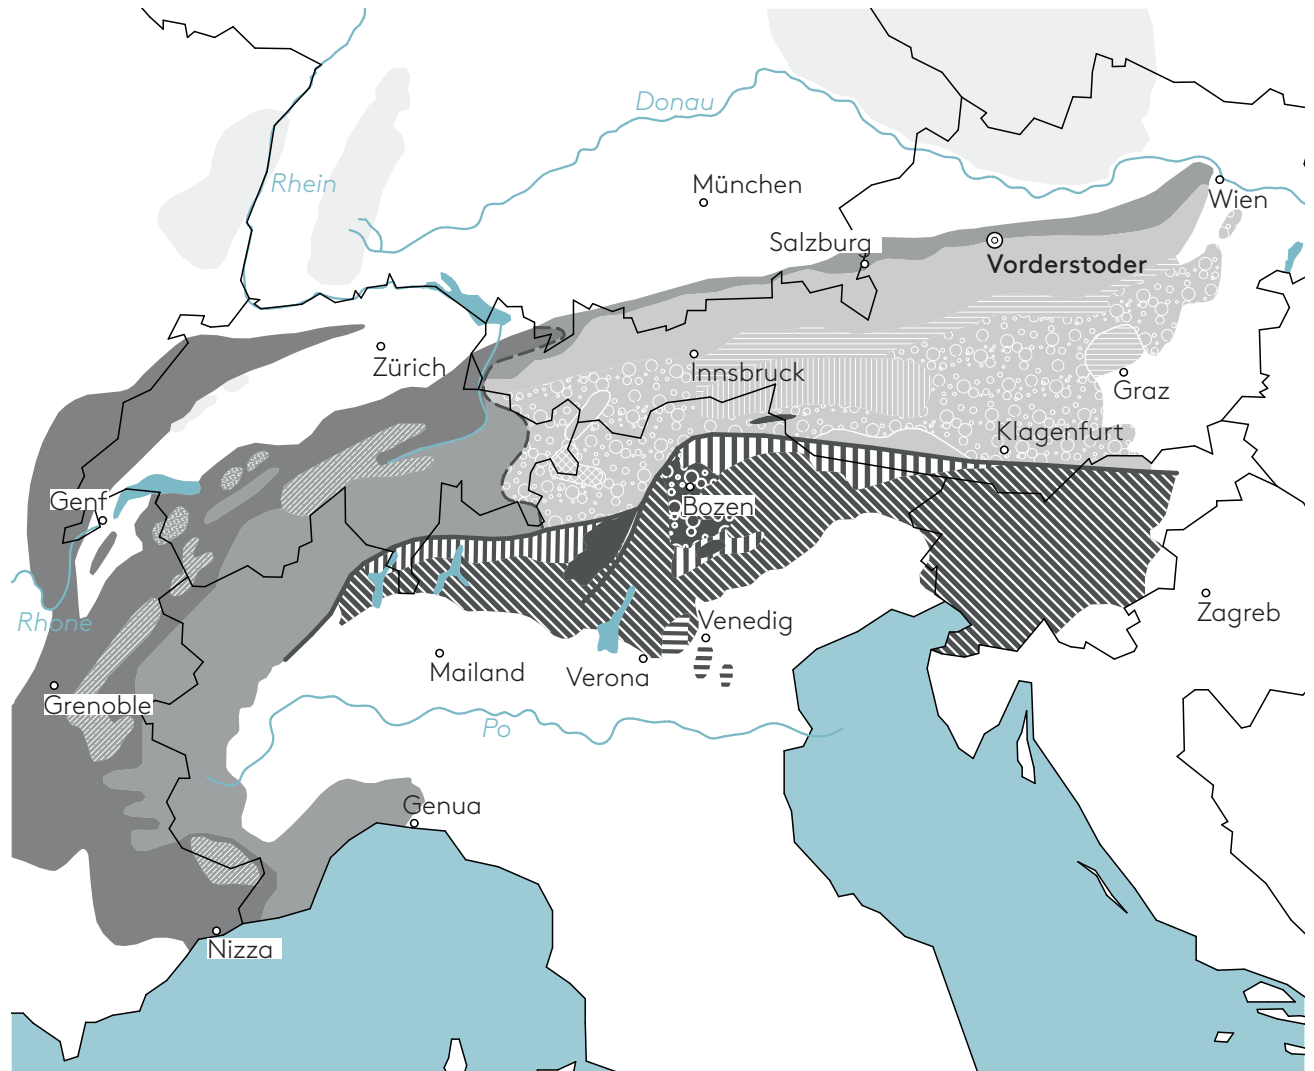 Donau
Rhein
München
Wien
Salzburg
Vorderstoder
Zürich
Innsbruck
Graz
Klagenfurt
Genf
Bozen
Rhone
Venedig
Zagreb
Mailand
Verona
Grenoble
Po
Genua
Nizza